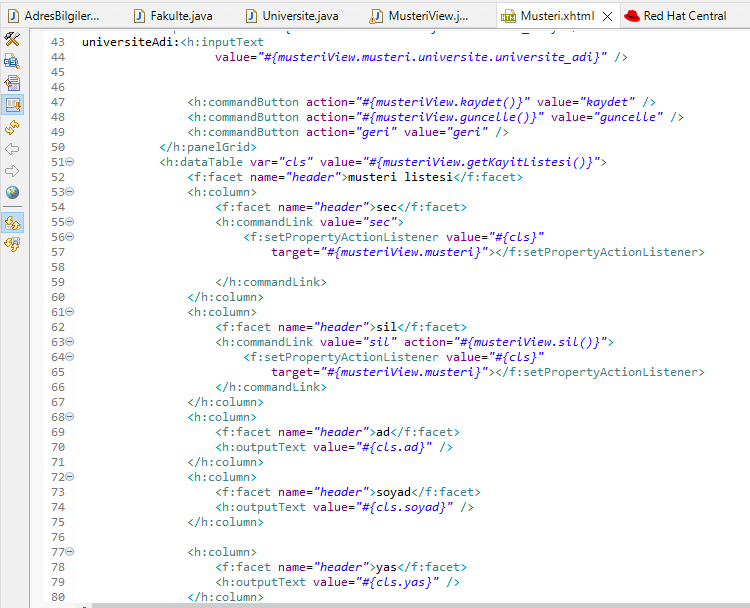 AdresBilgiler... Fakulte.java Universite.java MusteriView.j... Musteri.xhtml Red Hat Central
43 universiteAdi:<h:inputText
44 value="#{musteriView.musteri.universite.universite_adi}" />
45
46
47 <h:commandButton action="#{musteriView.kaydet()}" value="kaydet" />
48 <h:commandButton action="#{musteriView.guncelle()}" value="guncelle" />
49 <h:commandButton action="geri" value="geri" />
50 </h:panelGrid>
51 <h:dataTable var="cls" value="#{musteriView.getKayitListesi()}">
52 <f:facet name="header">musteri listesi</f:facet>
53 <h:column>
54 <f:facet name="header">sec</f:facet>
55 <h:commandLink value="sec">
56 <f:setPropertyActionListener value="#{cls}"
57 target="#{musteriView.musteri}"></f:setPropertyActionListener>
58
59 </h:commandLink>
60 </h:column>
61 <h:column>
62 <f:facet name="header">sil</f:facet>
63 <h:commandLink value="sil" action="#{musteriView.sil()}">
64 <f:setPropertyActionListener value="#{cls}"
65 target="#{musteriView.musteri}"></f:setPropertyActionListener>
66 </h:commandLink>
67 </h:column>
68 <h:column>
69 <f:facet name="header">ad</f:facet>
70 <h:outputText value="#{cls.ad}" />
71 </h:column>
72 <h:column>
73 <f:facet name="header">soyad</f:facet>
74 <h:outputText value="#{cls.soyad}" />
75 </h:column>
76
77 <h:column>
78 <f:facet name="header">yas</f:facet>
79 <h:outputText value="#{cls.yas}" />
80 </h:column>